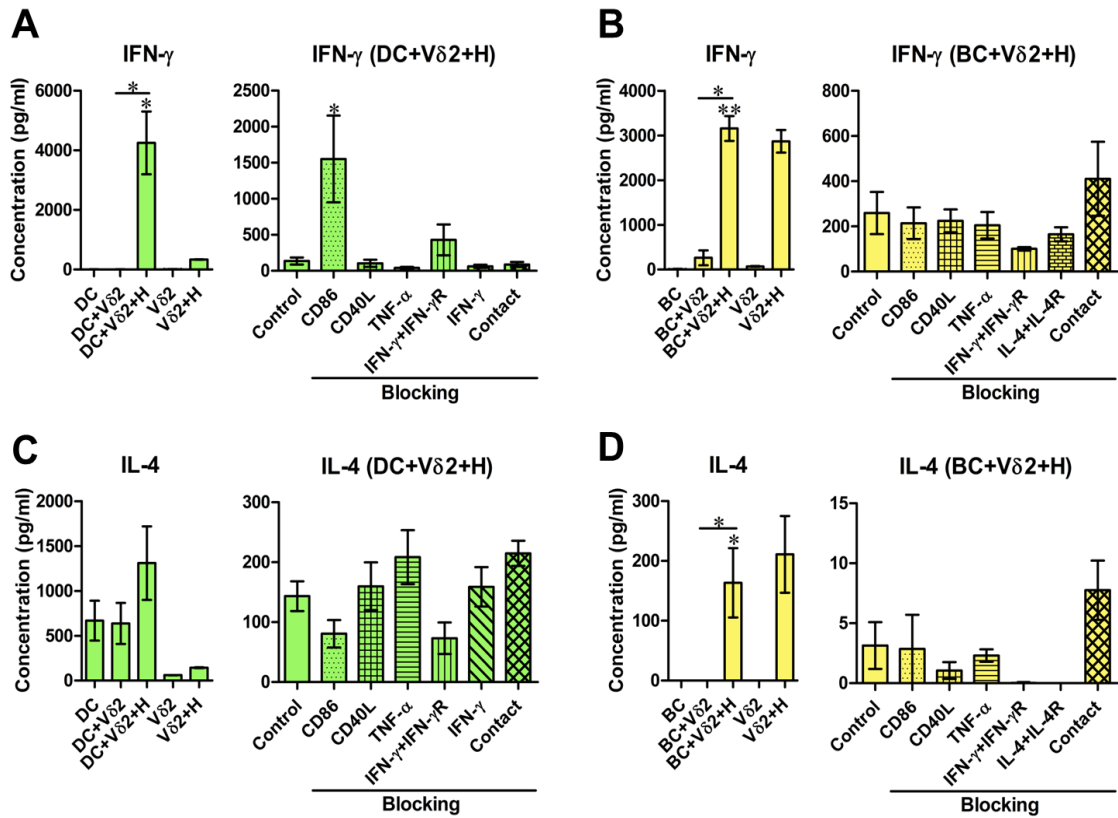 A
IFN-γ
Concentration (pg/ml)
6000
4000
2000
0
*
*
DC
DC+Vδ2
DC+Vδ2+H
Vδ2
Vδ2+H
IFN-γ (DC+Vδ2+H)
2500
2000
1500
1000
500
0
*
Control
CD86
CD40L
TNF-α
IFN-γ+IFN-γR
IFN-γ
Contact
Blocking
B
IFN-γ
Concentration (pg/ml)
4000
3000
2000
1000
0
*
**
BC
BC+Vδ2
BC+Vδ2+H
Vδ2
Vδ2+H
IFN-γ (BC+Vδ2+H)
800
600
400
200
0
Control
CD86
CD40L
TNF-α
IFN-γ+IFN-γR
IL-4+IL-4R
Contact
Blocking
C
IL-4
Concentration (pg/ml)
2000
1500
1000
500
0
DC
DC+Vδ2
DC+Vδ2+H
Vδ2
Vδ2+H
IL-4 (DC+Vδ2+H)
300
200
100
0
Control
CD86
CD40L
TNF-α
IFN-γ+IFN-γR
IFN-γ
Contact
Blocking
D
IL-4
Concentration (pg/ml)
300
200
100
0
*
*
BC
BC+Vδ2
BC+Vδ2+H
Vδ2
Vδ2+H
IL-4 (BC+Vδ2+H)
15
10
5
0
Control
CD86
CD40L
TNF-α
IFN-γ+IFN-γR
IL-4+IL-4R
Contact
Blocking